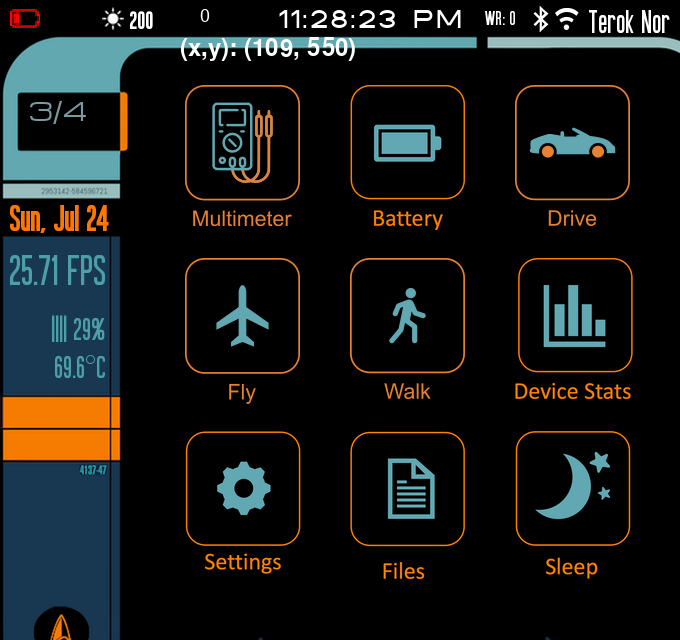 200 0 11:28:23 PM WR: 0 Terok Nor
(x,y): (109, 550)
3/4
2953142-584596721
Sun, Jul 24
25.71 FPS
29%
69.6°C
4137-47
Multimeter Battery Drive
Fly Walk Device Stats
Settings Files Sleep